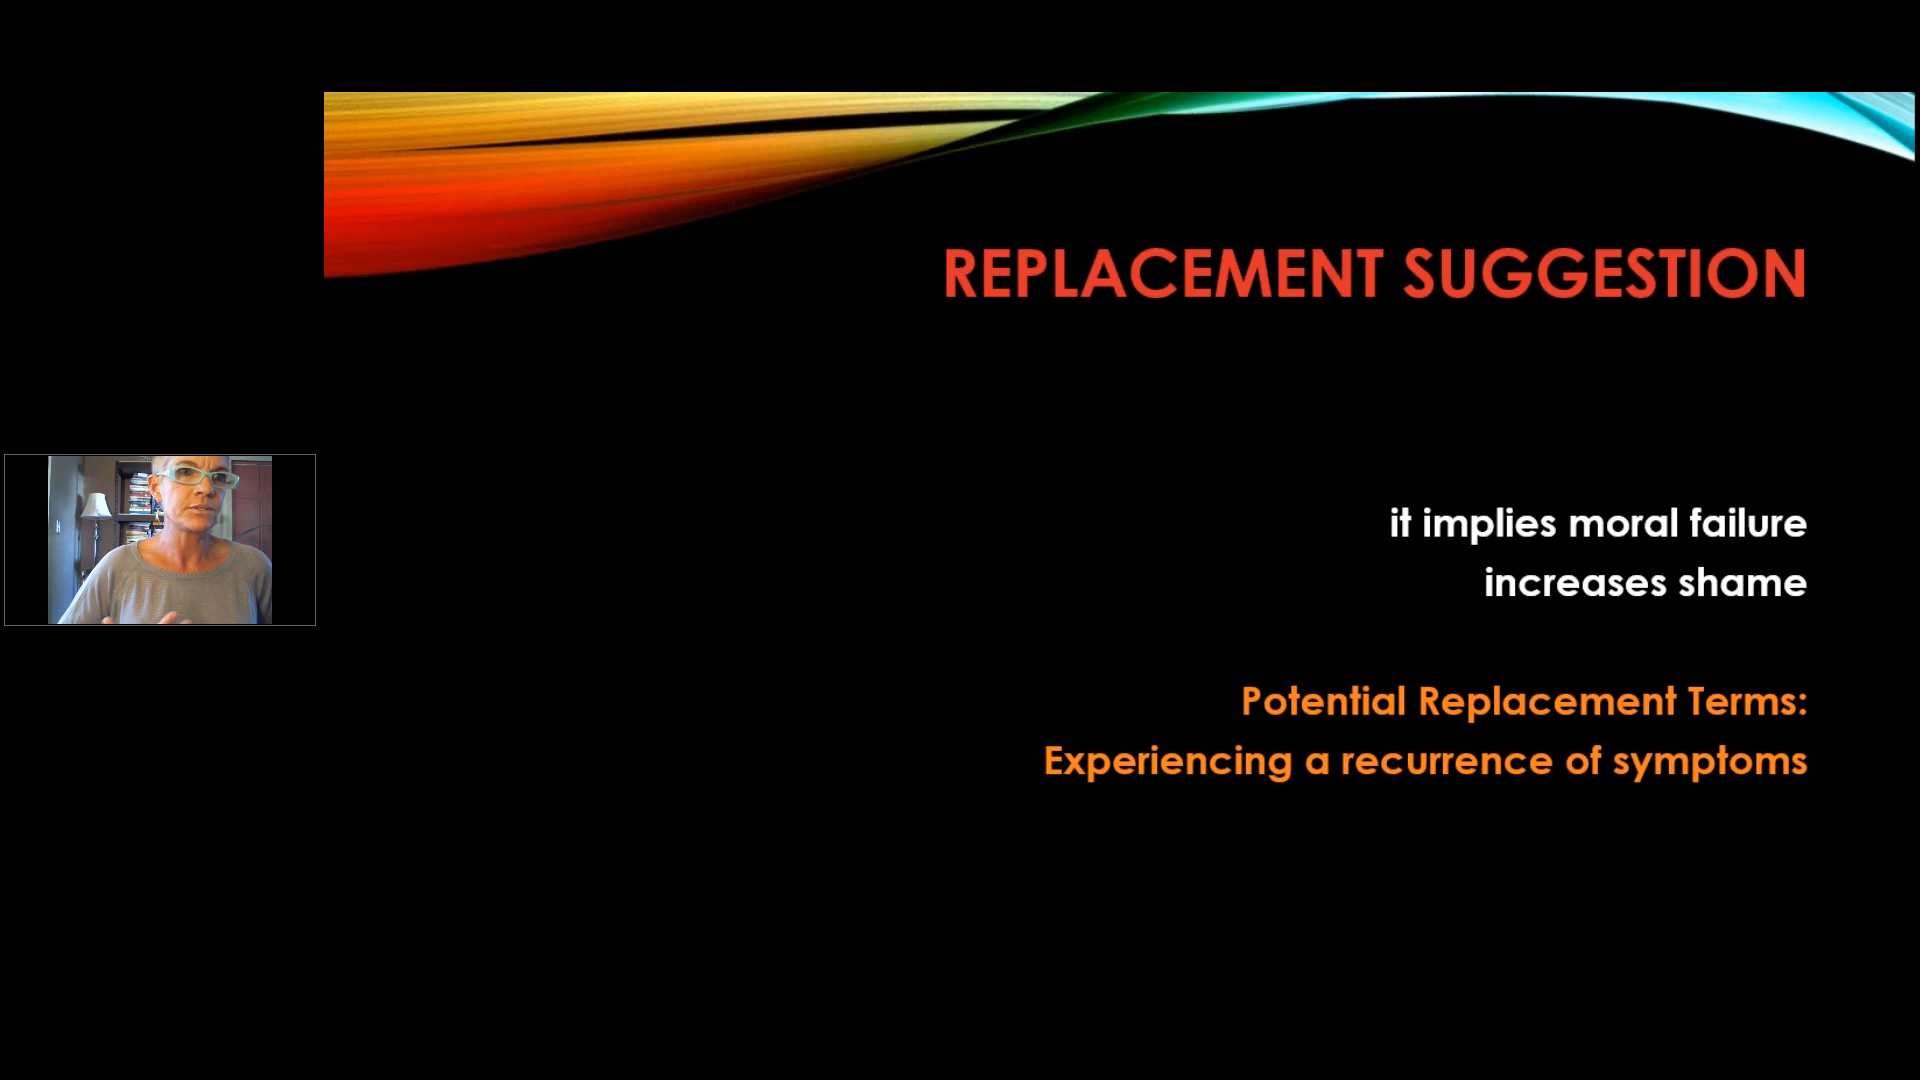 REPLACEMENT SUGGESTION
it implies moral failure
increases shame
Potential Replacement Terms:
Experiencing a recurrence of symptoms